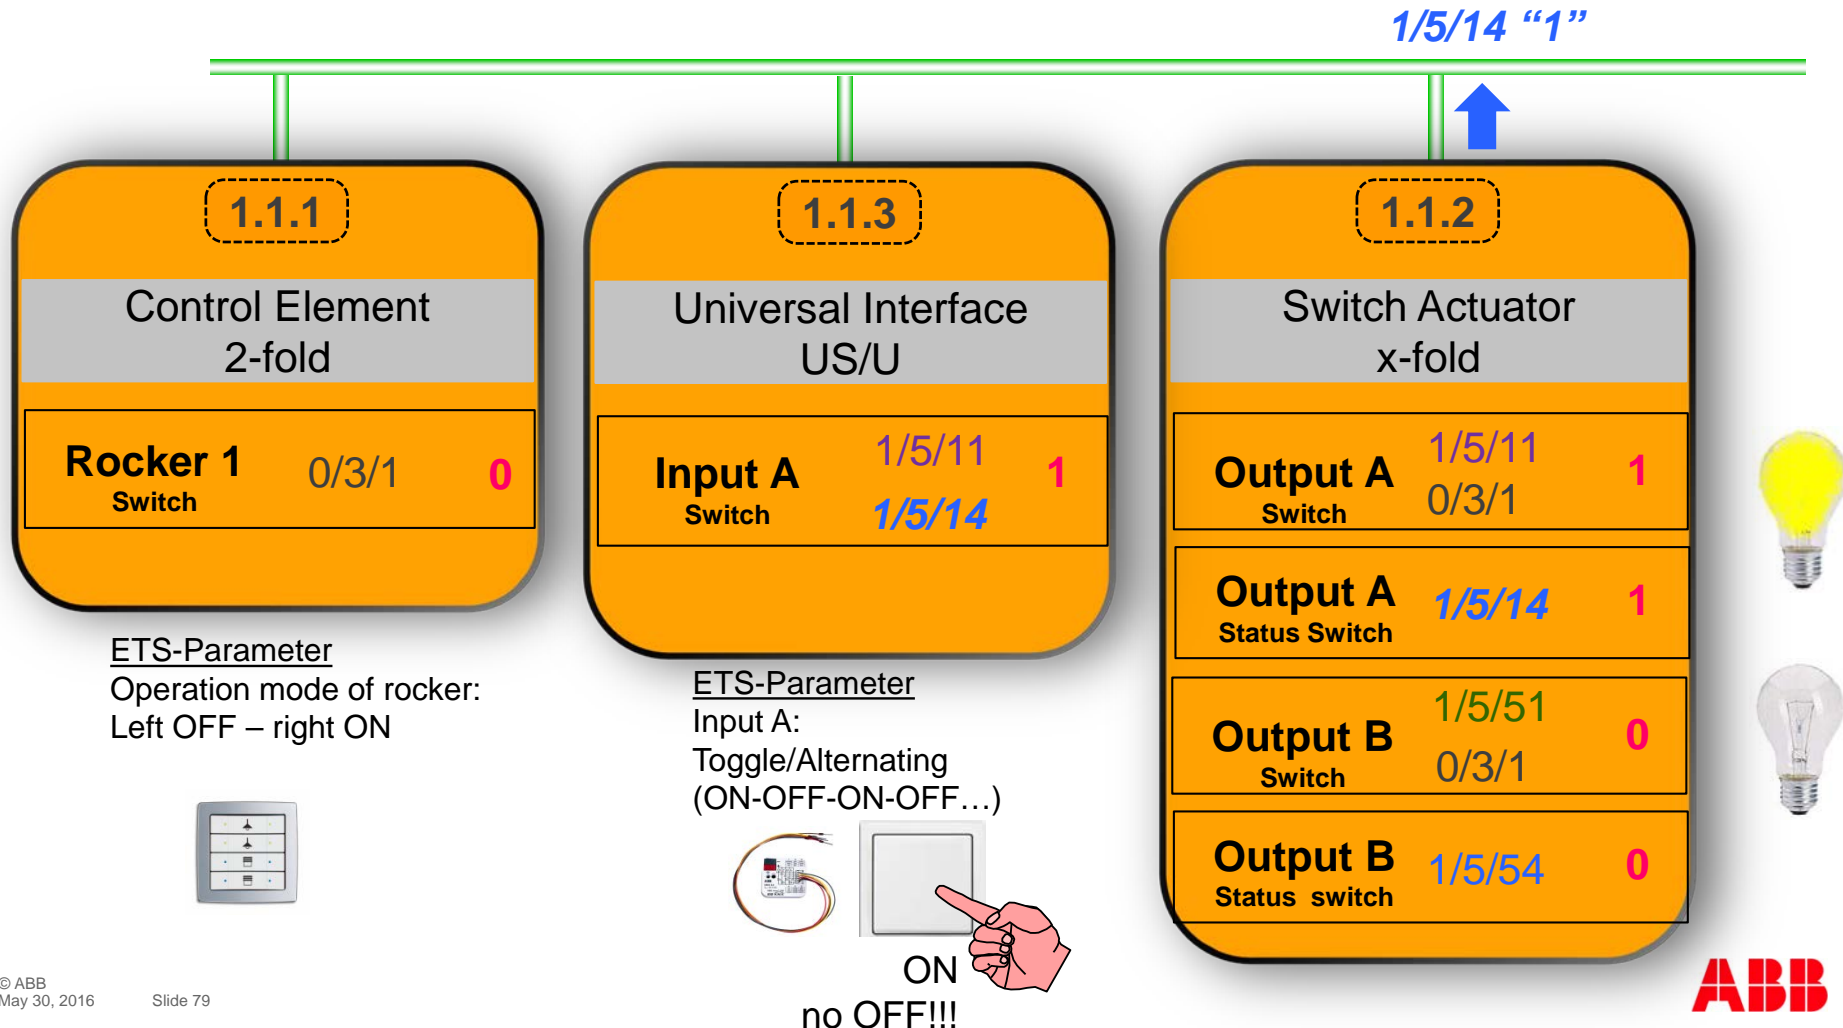 1/5/14 “1”
1.1.1
Control Element
2-fold
Rocker 1
Switch
0/3/1
0
ETS-Parameter
Operation mode of rocker:
Left OFF – right ON
1.1.3
Universal Interface
US/U
Input A
Switch
1/5/11
1/5/14
1
ETS-Parameter
Input A:
Toggle/Alternating
(ON-OFF-ON-OFF…)
ON
no OFF!!!
1.1.2
Switch Actuator
x-fold
Output A
Switch
1/5/11
0/3/1
1
Output A
Status Switch
1/5/14
1
Output B
Switch
1/5/51
0/3/1
0
Output B
Status switch
1/5/54
0
© ABB
May 30, 2016
Slide 79
ABB